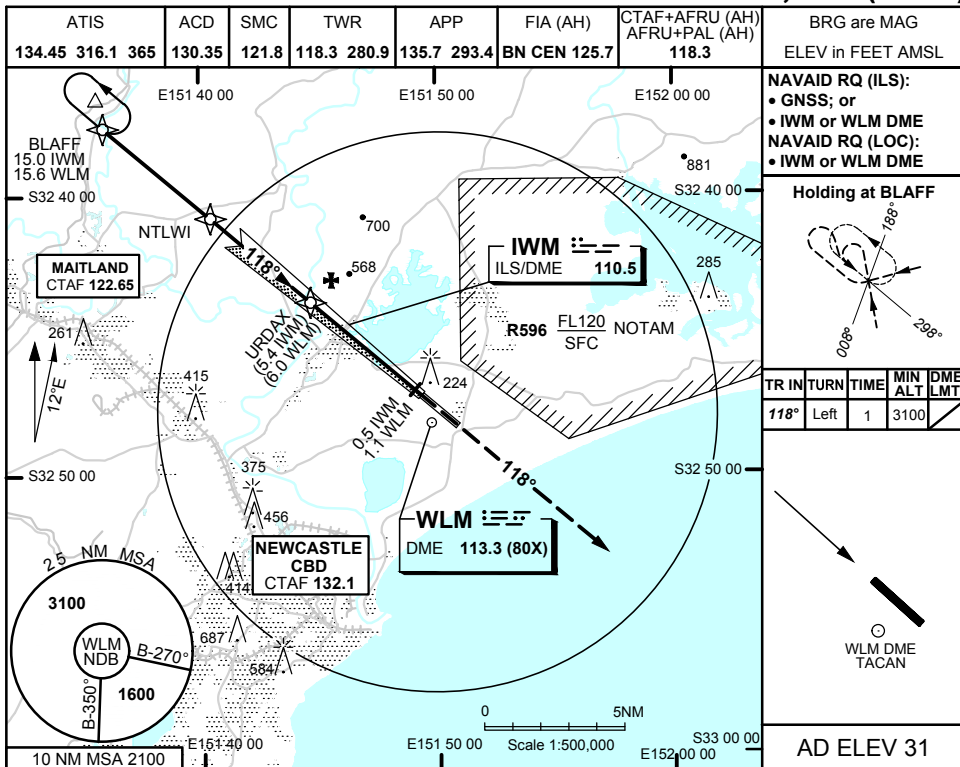 ATIS
134.45 316.1 365
ACD
130.35
SMC
121.8
TWR
118.3 280.9
APP
135.7 293.4
FIA (AH)
BN CEN 125.7
CTAF+AFRU (AH)
AFRU+PAL (AH)
118.3
BRG are MAG
ELEV in FEET AMSL
NAVAID RQ (ILS):
• GNSS; or
• IWM or WLM DME
NAVAID RQ (LOC):
• IWM or WLM DME
Holding at BLAFF
188°
008°
298°
TR IN TURN TIME MIN ALT DME LMT
118° Left 1 3100
WLM DME
TACAN
AD ELEV 31
E151 40 00
E151 50 00
E152 00 00
BLAFF
15.0 IWM
15.6 WLM
S32 40 00
S32 40 00
881
NTLWI
700
568
118°
IWM
ILS/DME 110.5
285
MAITLAND
CTAF 122.65
R596 FL120 NOTAM
SFC
URDAX
(5.4 IWM)
(6.0 WLM)
261
12°E
415
224
0.5 IWM
1.1 WLM
S32 50 00
S32 50 00
118°
375
456
WLM
DME 113.3 (80X)
NEWCASTLE
CBD
CTAF 132.1
414
687
584
25 NM MSA
3100
WLM
NDB
B-270°
B-350°
1600
10 NM MSA 2100
0 5NM
Scale 1:500,000
E151 40 00
E151 50 00
E152 00 00
S33 00 00